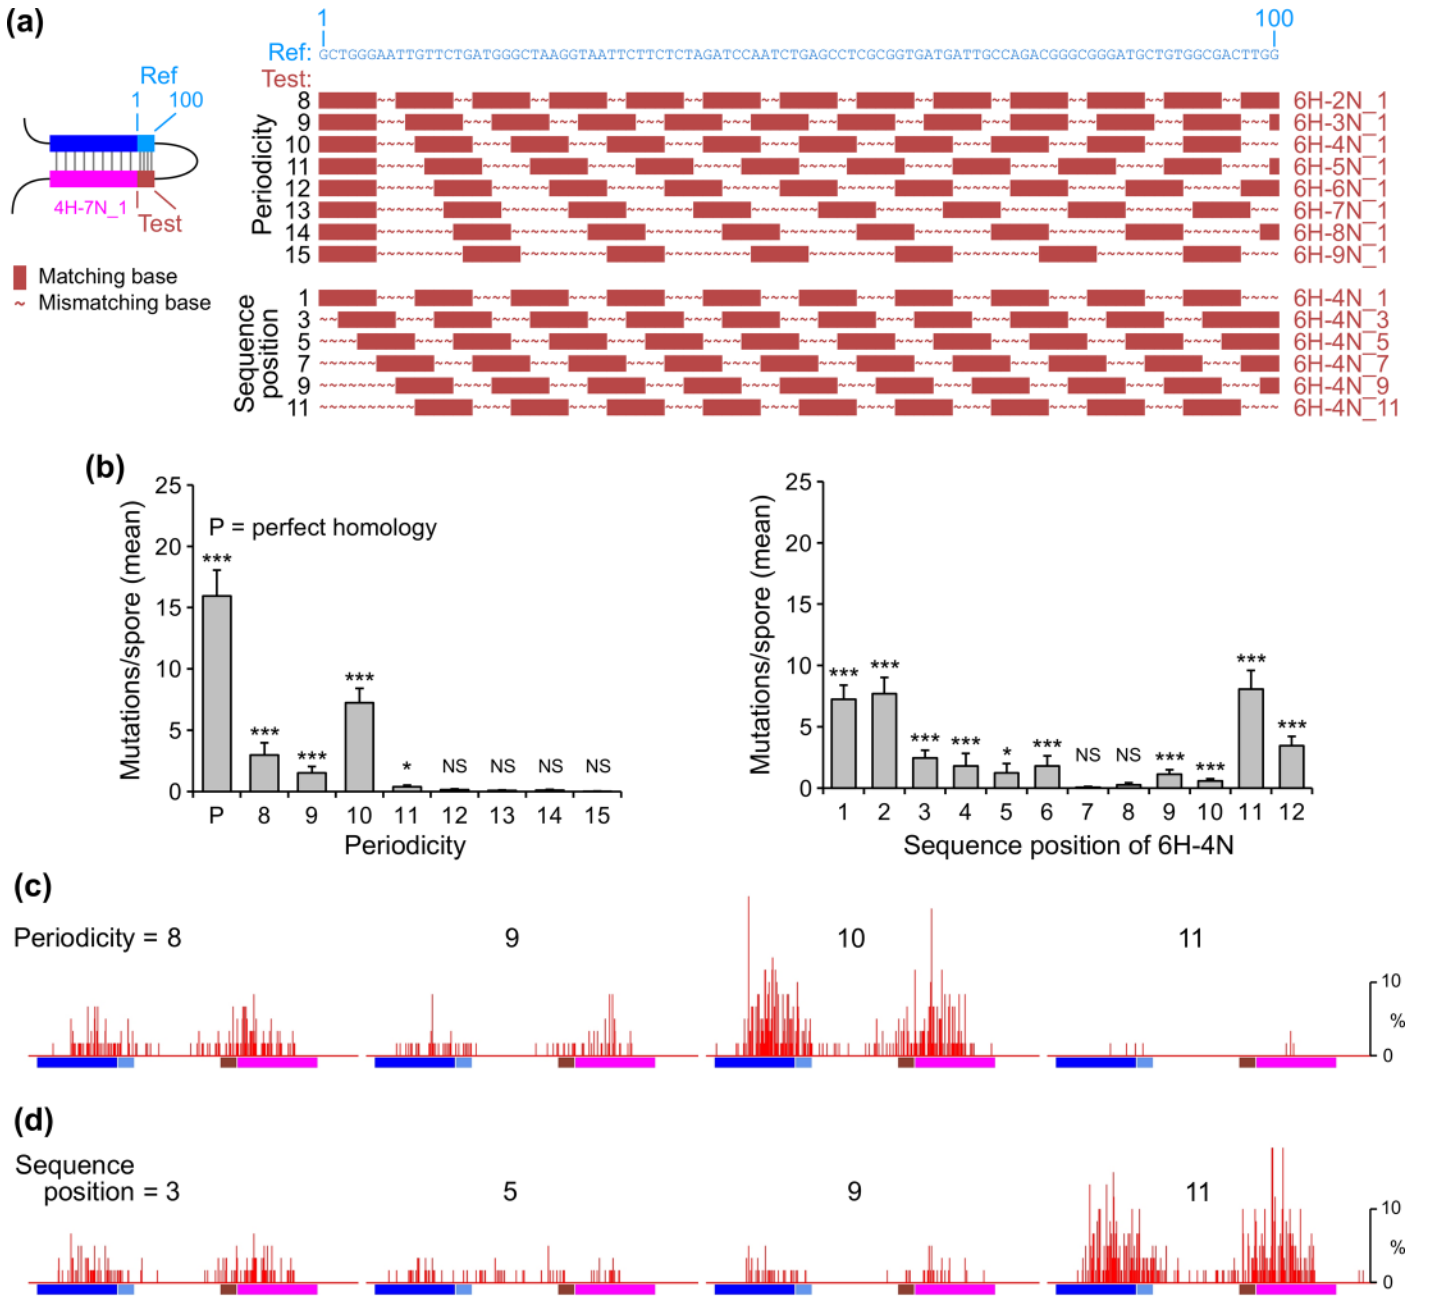 (a)
1 100
Ref: GCTGGGAATTGTTCTGATGGGCTAAGGTAATTCTTCTCTAGATCCAATCTGAGCCTCGCGGTGATGATTGCCAGACGGGCGGGATGCTGTGGCGACTTGG
Test:
Ref
1 100
4H-7N_1
Test
Matching base
~ Mismatching base
Periodicity
8 6H-2N_1
9 6H-3N_1
10 6H-4N_1
11 6H-5N_1
12 6H-6N_1
13 6H-7N_1
14 6H-8N_1
15 6H-9N_1
Sequence
position
1 6H-4N_1
3 6H-4N_3
5 6H-4N_5
7 6H-4N_7
9 6H-4N_9
11 6H-4N_11
(b)
Mutations/spore (mean)
25
20
15
10
5
0
P = perfect homology
*** *** *** *** * NS NS NS NS
P 8 9 10 11 12 13 14 15
Periodicity
Mutations/spore (mean)
25
20
15
10
5
0
*** *** *** *** * *** NS NS *** *** *** ***
1 2 3 4 5 6 7 8 9 10 11 12
Sequence position of 6H-4N
(c)
Periodicity = 8 9 10 11
10
%
0
(d)
Sequence
position = 3 5 9 11
10
%
0